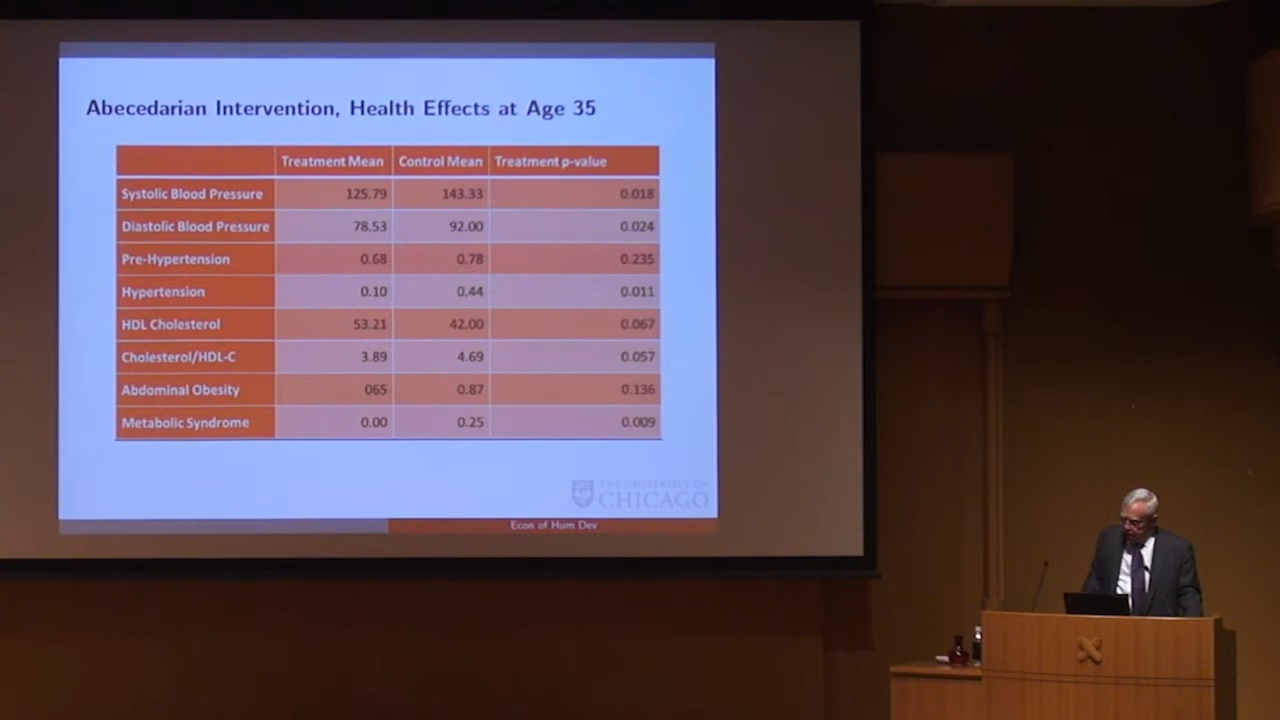 Abecedarian Intervention, Health Effects at Age 35
Treatment Mean Control Mean Treatment p-value
Systolic Blood Pressure 125.79 143.33 0.018
Diastolic Blood Pressure 78.53 92.00 0.024
Pre-Hypertension 0.68 0.78 0.235
Hypertension 0.10 0.44 0.011
HDL Cholesterol 53.21 42.00 0.067
Cholesterol/HDL-C 3.89 4.69 0.057
Abdominal Obesity 065 0.87 0.136
Metabolic Syndrome 0.00 0.25 0.009
THE UNIVERSITY OF
CHICAGO
Econ of Hum Dev